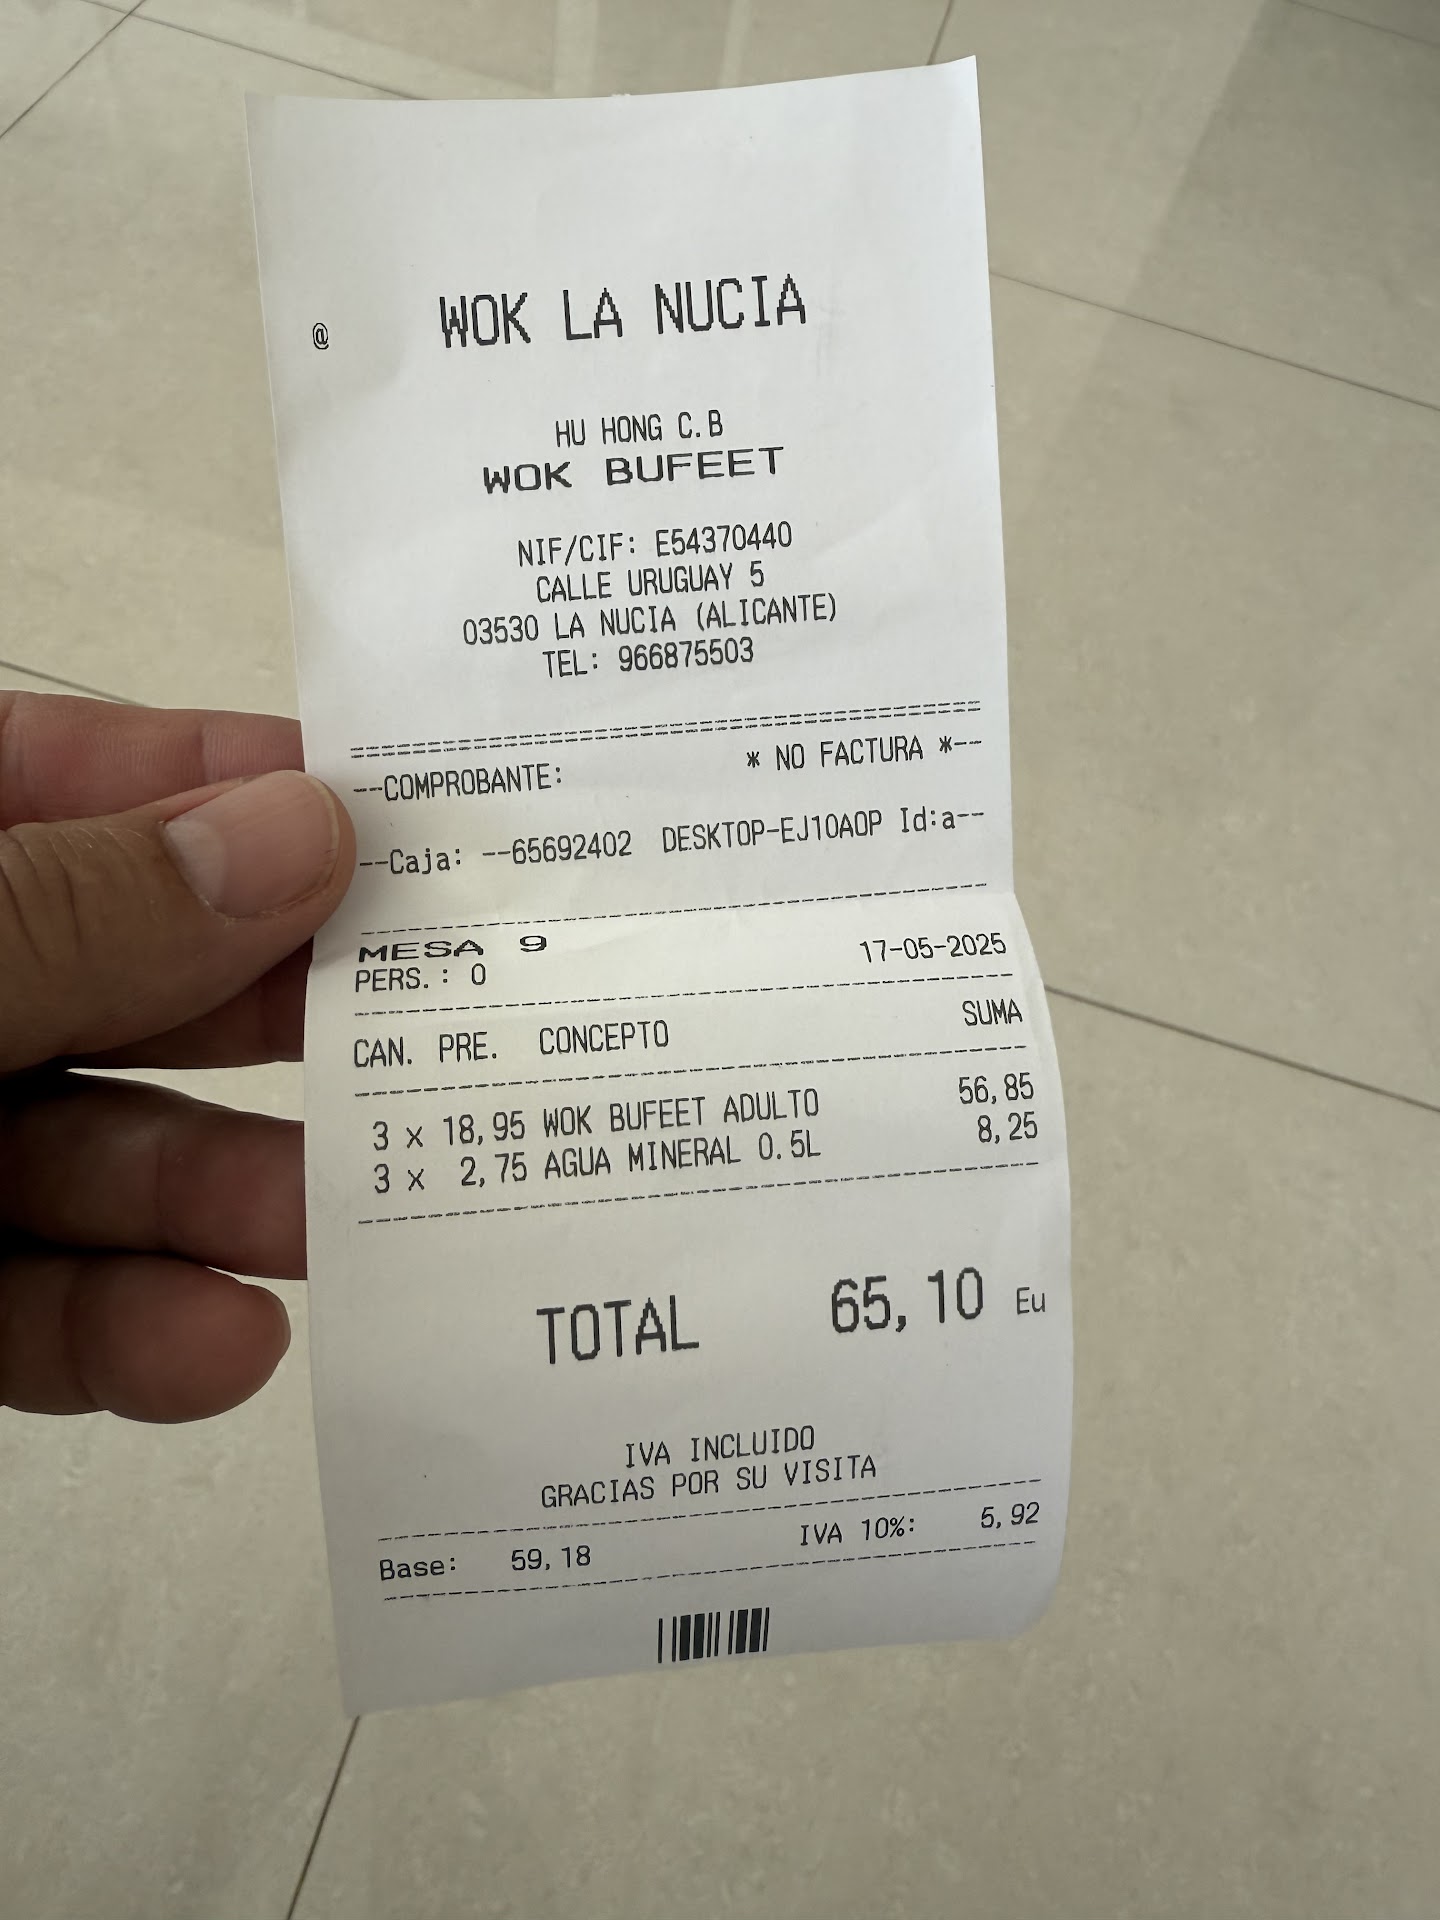 @ WOK LA NUCIA
HU HONG C.B
WOK BUFEET
NIF/CIF: E54370440
CALLE URUGUAY 5
03530 LA NUCIA (ALICANTE)
TEL: 966875503
--COMPROBANTE: * NO FACTURA *--
--Caja: --65692402 DESKTOP-EJ10AOP Id:a--
MESA 9
PERS.: 0 17-05-2025
CAN. PRE. CONCEPTO SUMA
3 x 18,95 WOK BUFEET ADULTO 56,85
3 x 2,75 AGUA MINERAL 0.5L 8,25
TOTAL 65,10 Eu
IVA INCLUIDO
GRACIAS POR SU VISITA
Base: 59,18 IVA 10%: 5,92